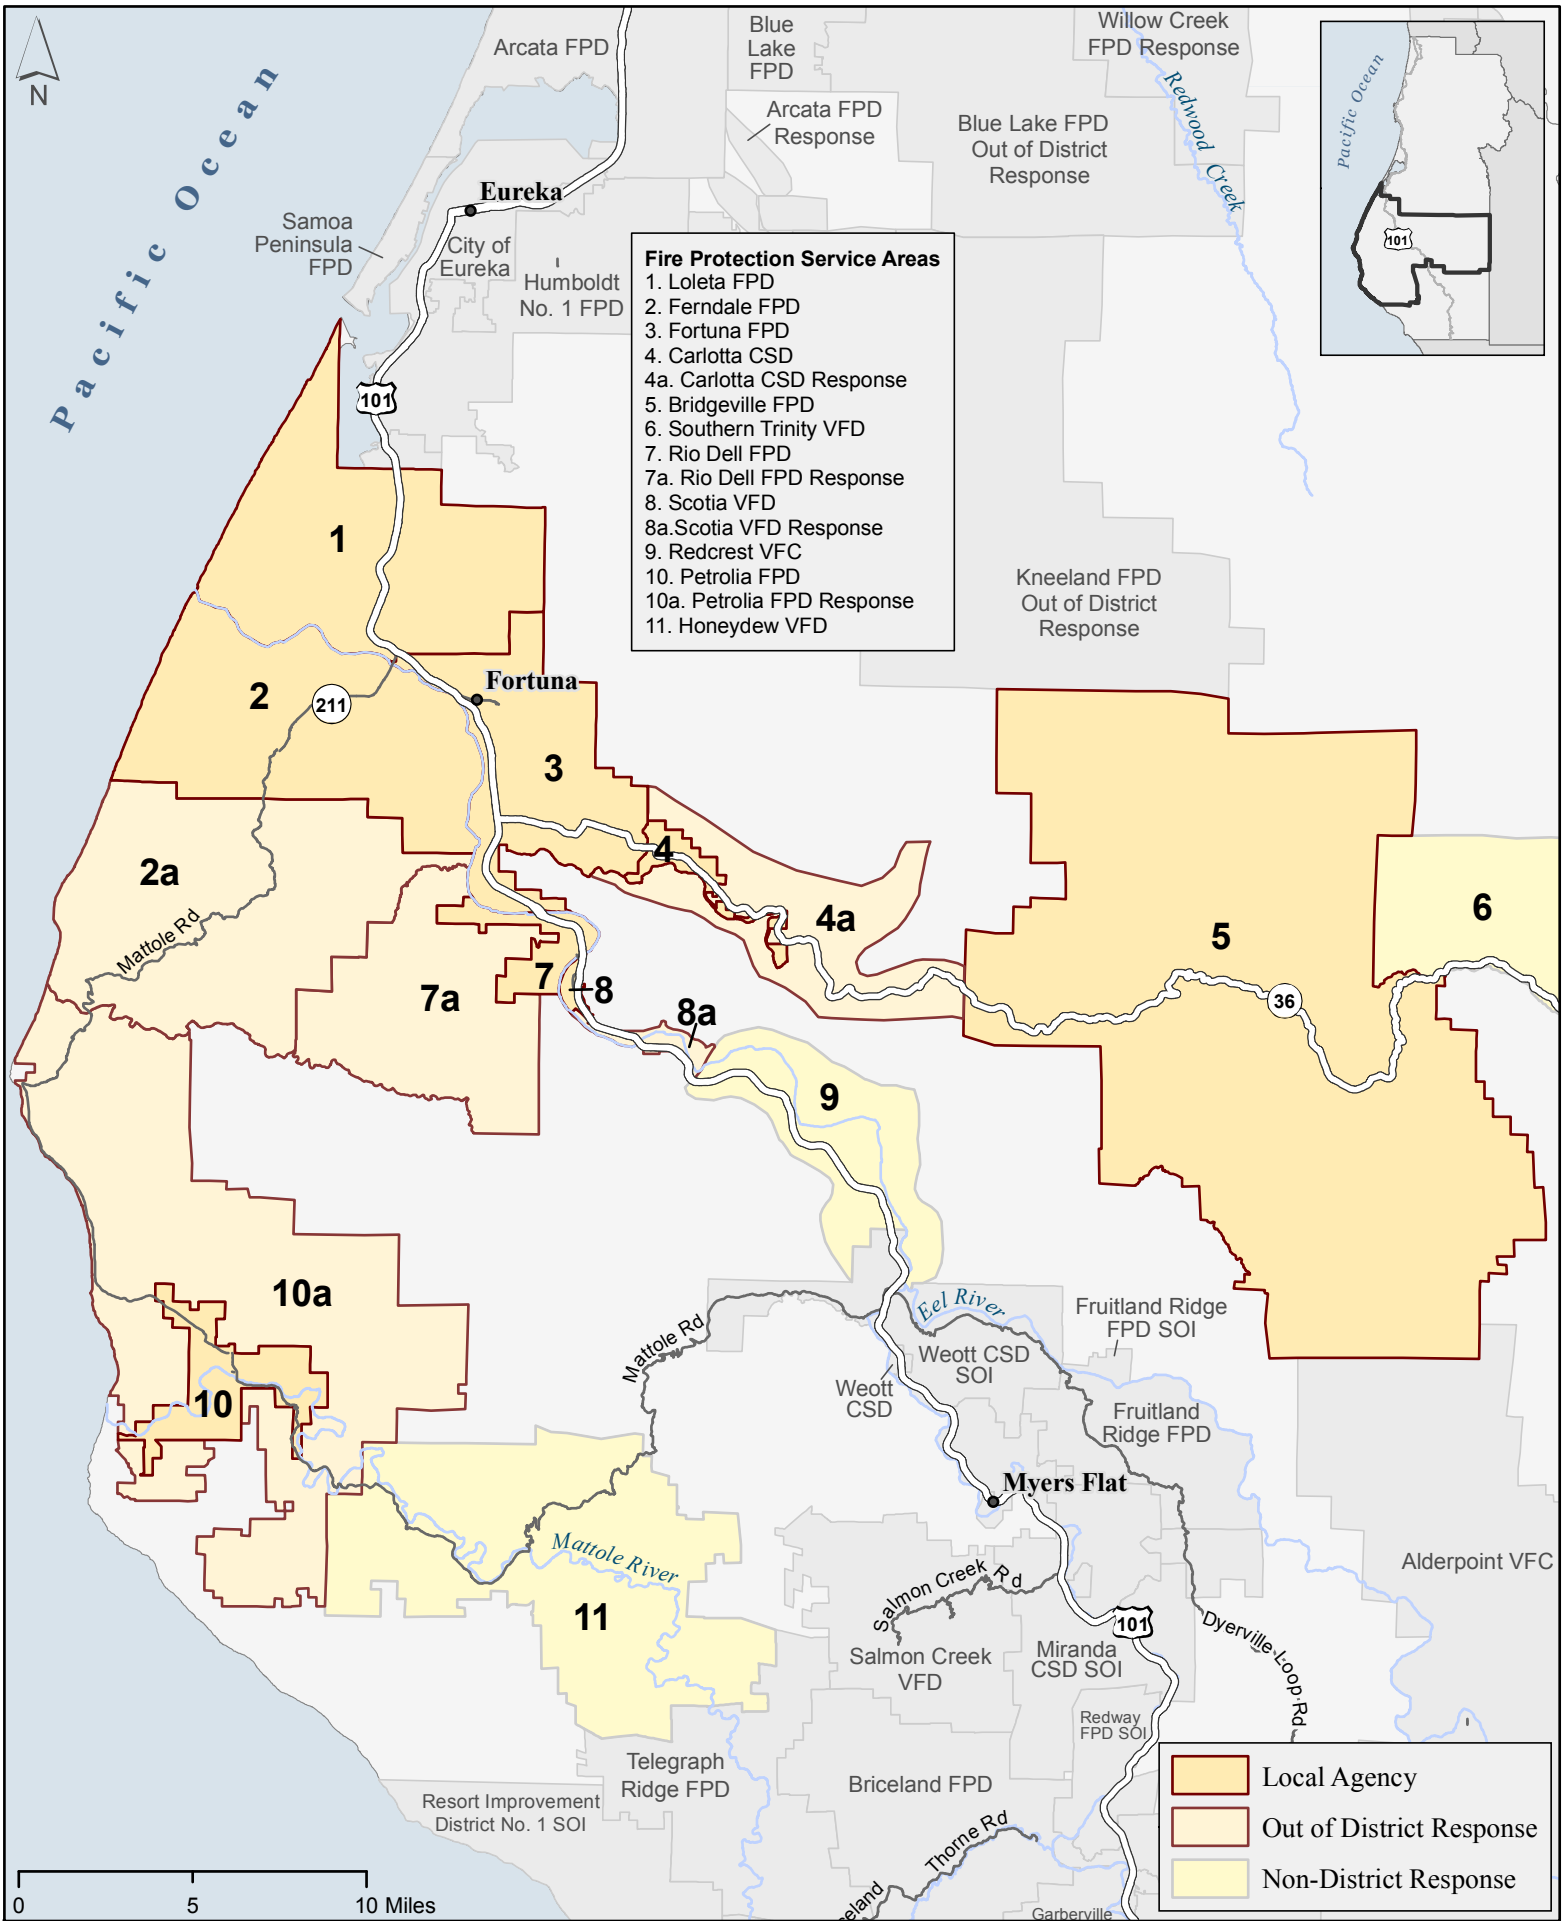 N
Pacific Ocean
Arcata FPD
Blue
Lake
FPD
Willow Creek
FPD Response
Redwood Creek
Arcata FPD
Response
Blue Lake FPD
Out of District
Response
Pacific Ocean
101
Eureka
Samoa
Peninsula
FPD
City of
Eureka
Humboldt
No. 1 FPD
Fire Protection Service Areas
1. Loleta FPD
2. Ferndale FPD
3. Fortuna FPD
4. Carlotta CSD
4a. Carlotta CSD Response
5. Bridgeville FPD
6. Southern Trinity VFD
7. Rio Dell FPD
7a. Rio Dell FPD Response
8. Scotia VFD
8a.Scotia VFD Response
9. Redcrest VFC
10. Petrolia FPD
10a. Petrolia FPD Response
11. Honeydew VFD
101
1
Kneeland FPD
Out of District
Response
Fortuna
2
211
3
4
2a
4a
5
6
Mattole Rd
7
7a
8
8a
36
9
10a
Eel River
Fruitland Ridge
FPD SOI
Mattole Rd
Weott CSD
SOI
Weott
CSD
10
Fruitland
Ridge FPD
Myers Flat
Mattole River
Salmon Creek Rd
Alderpoint VFC
11
101
Dyerville Loop Rd
Salmon Creek
VFD
Miranda
CSD SOI
Redway
FPD SOI
Telegraph
Ridge FPD
Briceland FPD
Resort Improvement
District No. 1 SOI
Thorne Rd
eland
Garberville
Local Agency
Out of District Response
Non-District Response
0 5 10 Miles